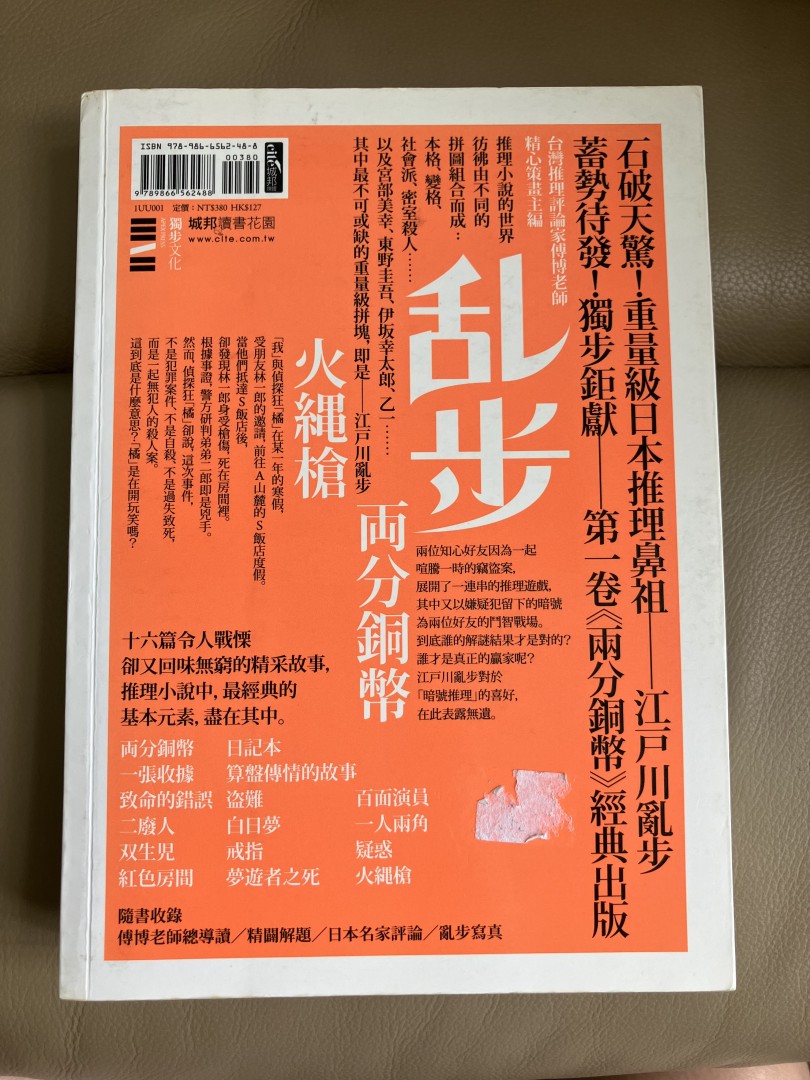 石破天驚！重量級日本推理鼻祖——江戸川亂步
蓄勢待發！獨步鉅獻——第一卷《兩分銅幣》經典出版
台灣推理評論家傅博老師
精心策畫主編
推理小說的世界
彷彿由不同的
拼圖組合而成…
本格、變格、
社會派、密室殺人……
以及宮部美幸、東野圭吾、伊坂幸太郎、乙一……
其中最不可或缺的重量級拼塊，即是——江戸川亂步
ISBN 978-986-6562-48-8
00380
9789866562488
cite城邦
1UU001 定價：NT$380 HK$127
獨步文化
城邦讀書花園
www.cite.com.tw
乱步
両分銅幣
兩位知心好友因為一起
喧騰一時的竊盜案，
展開了一連串的推理遊戲，
其中又以嫌疑犯留下的暗號
為兩位好友的鬥智戰場。
到底誰的解謎結果才是對的？
誰才是真正的贏家呢？
江戸川亂步對於
「暗號推理」的喜好，
在此表露無遺。
火縄槍
「我」與偵探狂「橘」在某一年的寒假，
受朋友林一郎的邀請，前往A山麓的S飯店度假。
當他們抵達S飯店後，
卻發現林一郎身受槍傷，死在房間裡。
根據事證，警方研判弟弟二郎即是兇手。
然而，偵探狂「橘」卻說，這次事件，
不是犯罪案件、不是自殺、不是過失致死，
而是一起無犯人的殺人案。
這到底是什麼意思？「橘」是在開玩笑嗎？
十六篇令人戰慄
卻又回味無窮的精采故事，
推理小說中，最經典的
基本元素，盡在其中。
両分銅幣 日記本
一張收據 算盤傳情的故事
致命的錯誤 盜難 百面演員
二廢人 白日夢 一人兩角
双生児 戒指 疑惑
紅色房間 夢遊者之死 火縄槍
隨書收錄
傅博老師總導讀／精闢解題／日本名家評論／亂步寫真